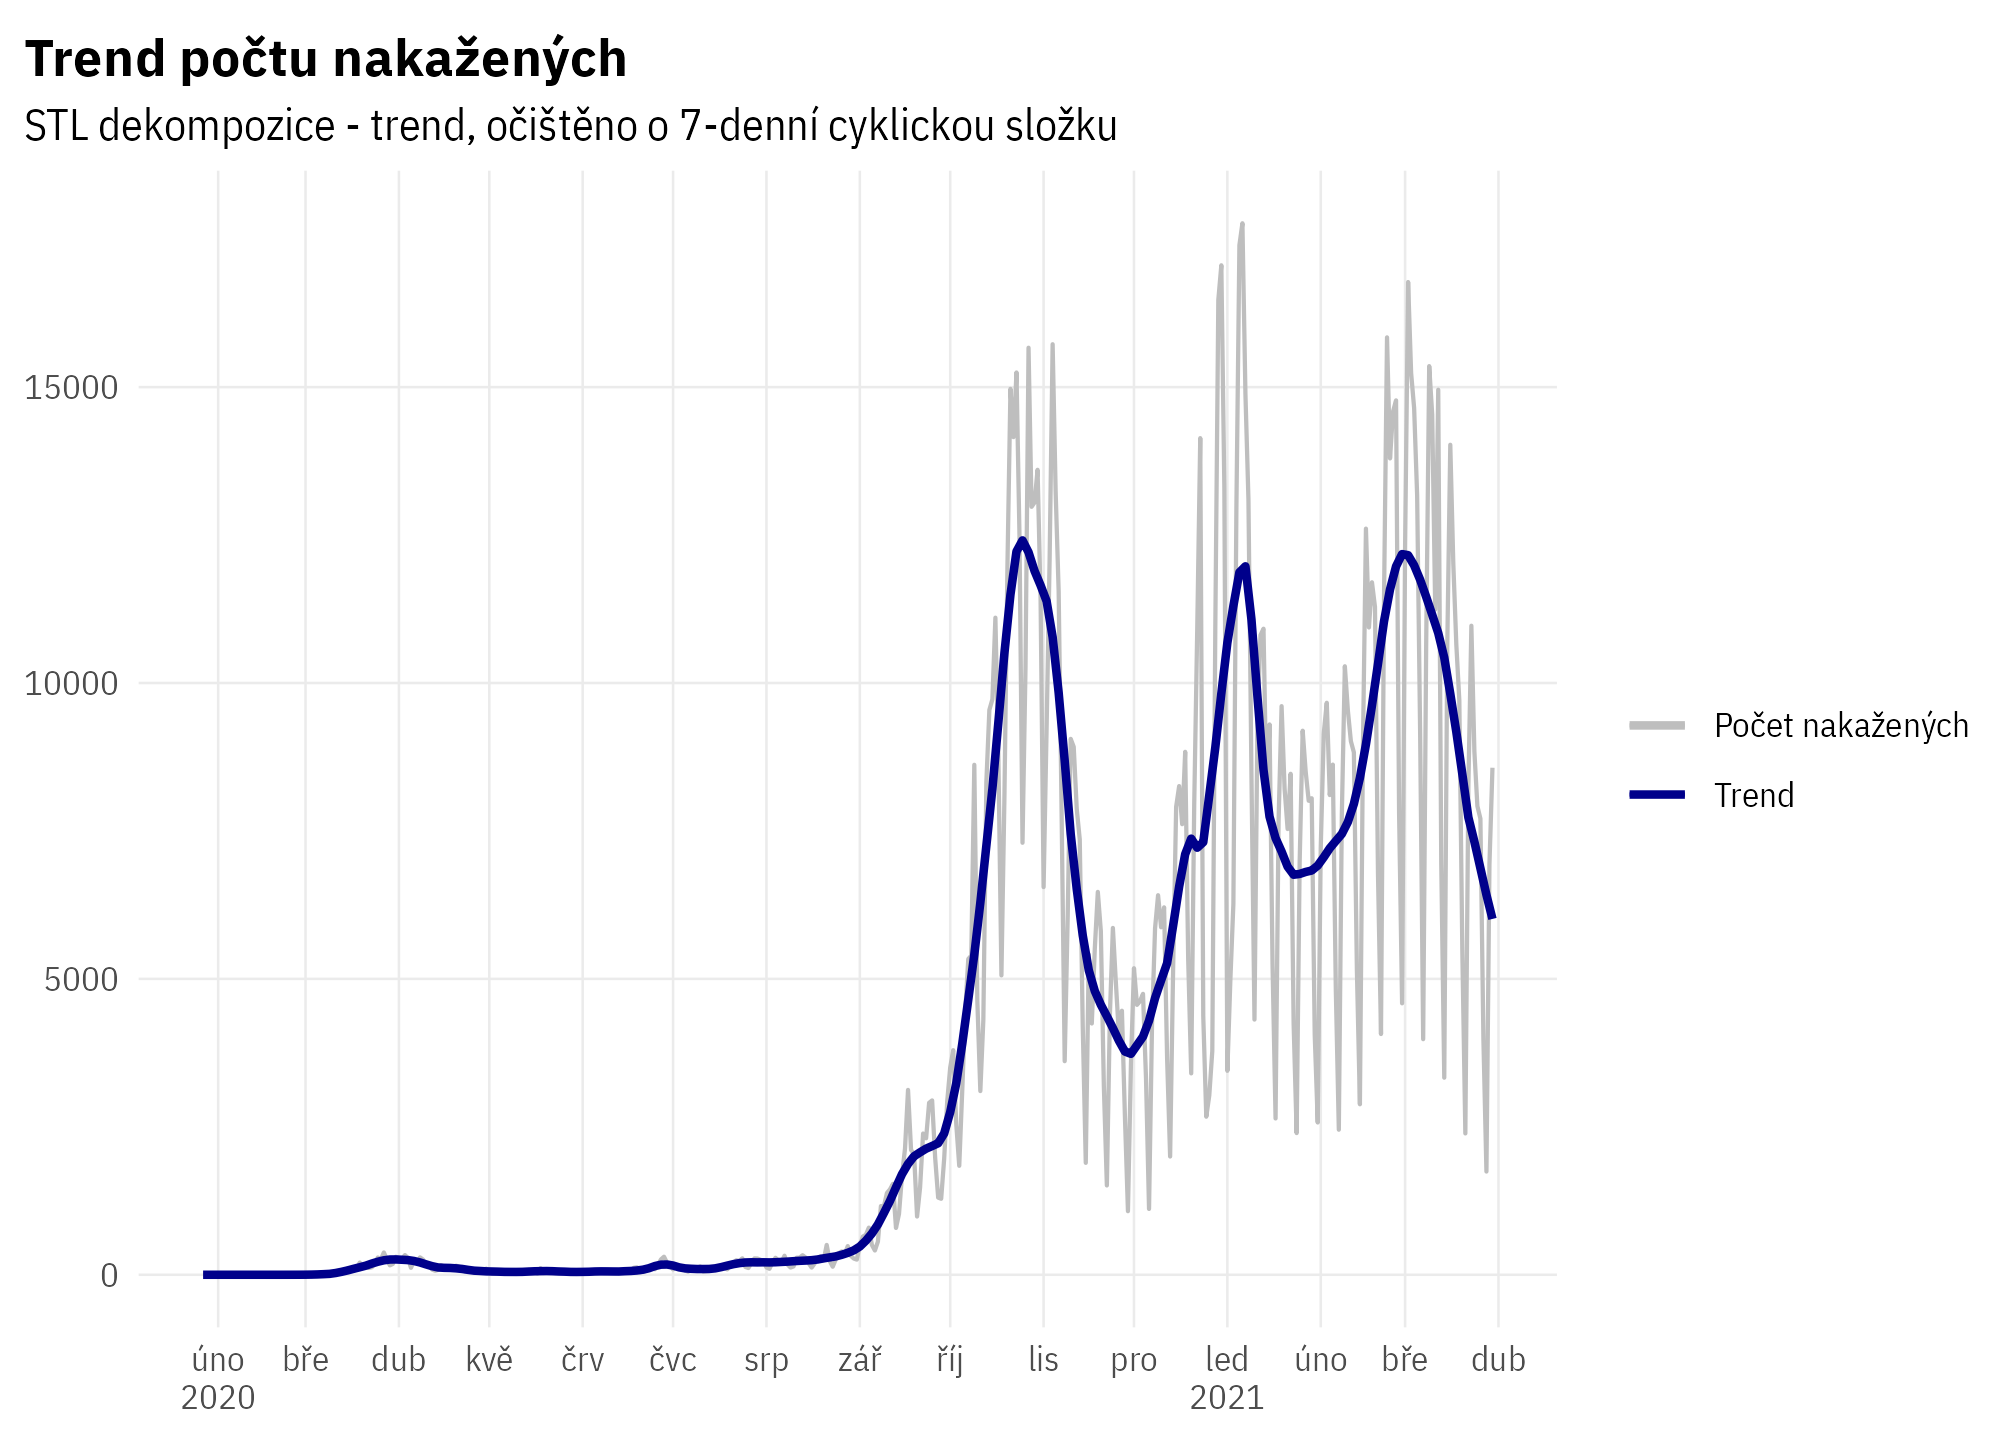 Trend počtu nakažených
STL dekompozice - trend, očištěno o 7-denní cyklickou složku
15000
10000
5000
0
úno bře dub kvě črv čvc srp zář říj lis pro led úno bře dub
2020 2021
Počet nakažených
Trend